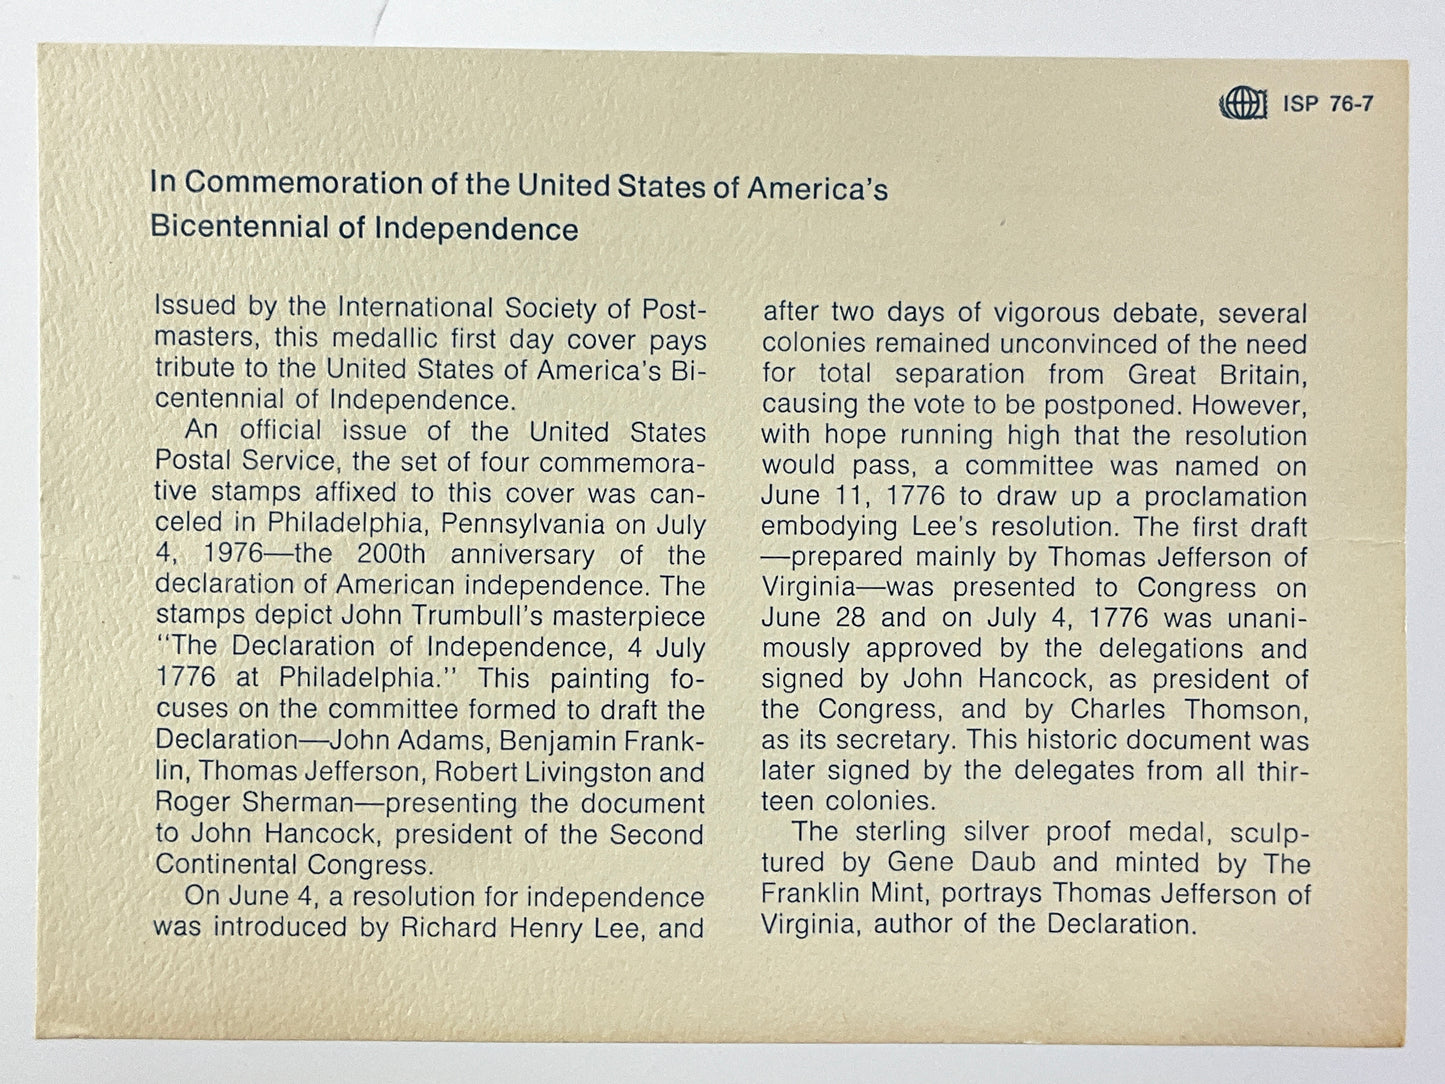 ISP 76-7
In Commemoration of the United States of America's
Bicentennial of Independence
Issued by the International Society of Post-
masters, this medallic first day cover pays
tribute to the United States of America's Bi-
centennial of Independence.
An official issue of the United States
Postal Service, the set of four commemora-
tive stamps affixed to this cover was can-
celed in Philadelphia, Pennsylvania on July
4, 1976—the 200th anniversary of the
declaration of American independence. The
stamps depict John Trumbull's masterpiece
“The Declaration of Independence, 4 July
1776 at Philadelphia.” This painting fo-
cuses on the committee formed to draft the
Declaration—John Adams, Benjamin Frank-
lin, Thomas Jefferson, Robert Livingston and
Roger Sherman—presenting the document
to John Hancock, president of the Second
Continental Congress.
On June 4, a resolution for independence
was introduced by Richard Henry Lee, and
after two days of vigorous debate, several
colonies remained unconvinced of the need
for total separation from Great Britain,
causing the vote to be postponed. However,
with hope running high that the resolution
would pass, a committee was named on
June 11, 1776 to draw up a proclamation
embodying Lee's resolution. The first draft
—prepared mainly by Thomas Jefferson of
Virginia—was presented to Congress on
June 28 and on July 4, 1776 was unani-
mously approved by the delegations and
signed by John Hancock, as president of
the Congress, and by Charles Thomson,
as its secretary. This historic document was
later signed by the delegates from all thir-
teen colonies.
The sterling silver proof medal, sculp-
tured by Gene Daub and minted by The
Franklin Mint, portrays Thomas Jefferson of
Virginia, author of the Declaration.